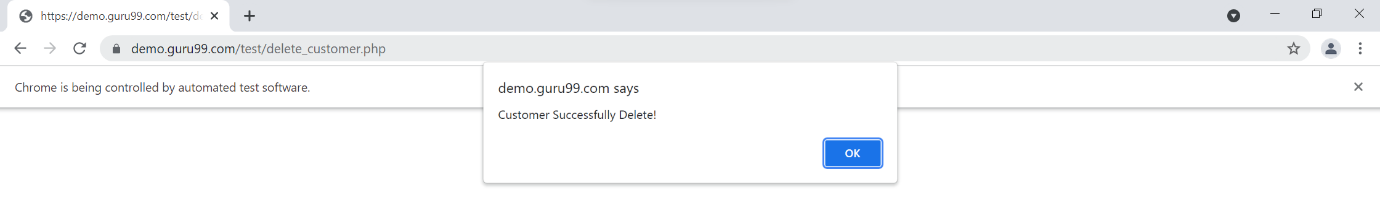 https://demo.guru99.com/test/de
demo.guru99.com/test/delete_customer.php
Chrome is being controlled by automated test software.
demo.guru99.com says
Customer Successfully Delete!
OK